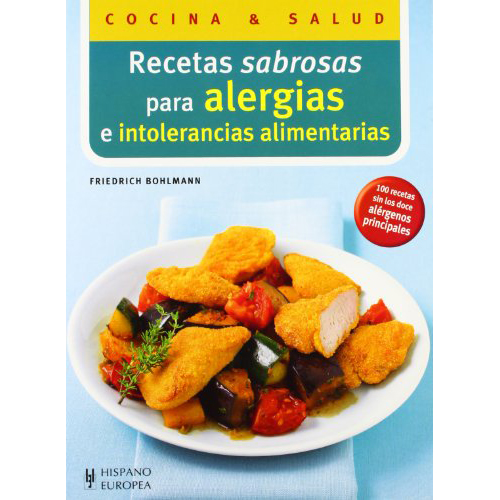 COCINA & SALUD
Recetas sabrosas
para alergias
e intolerancias alimentarias
FRIEDRICH BOHLMANN
100 recetas
sin los doce
alérgenos
principales
HISPANO
EUROPEA